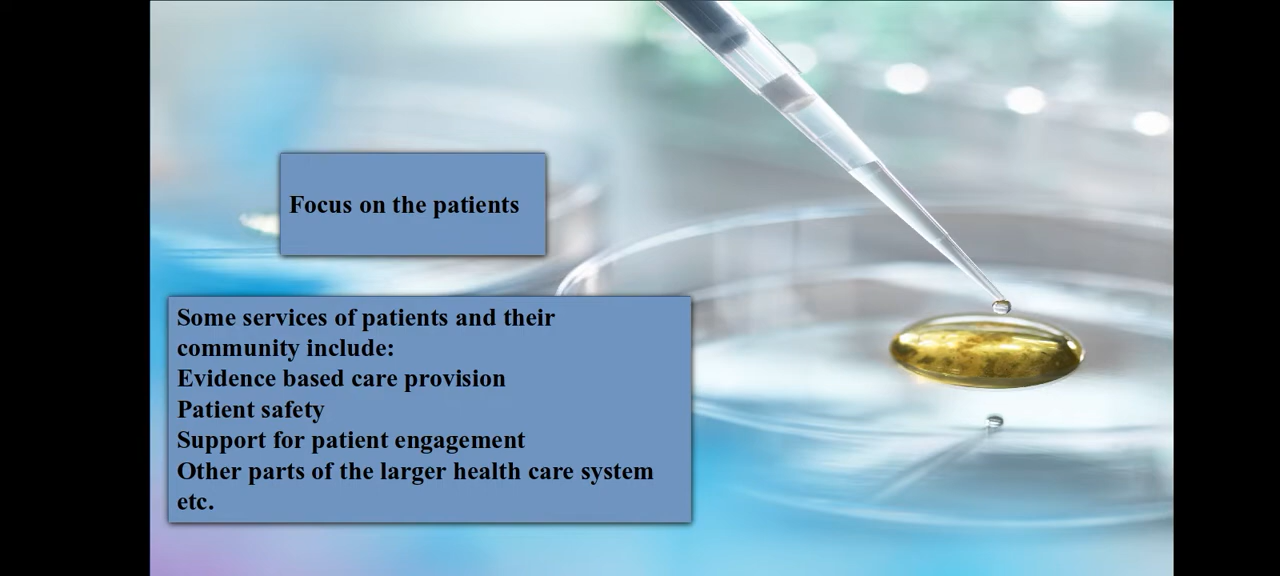 Focus on the patients
Some services of patients and their
community include:
Evidence based care provision
Patient safety
Support for patient engagement
Other parts of the larger health care system
etc.